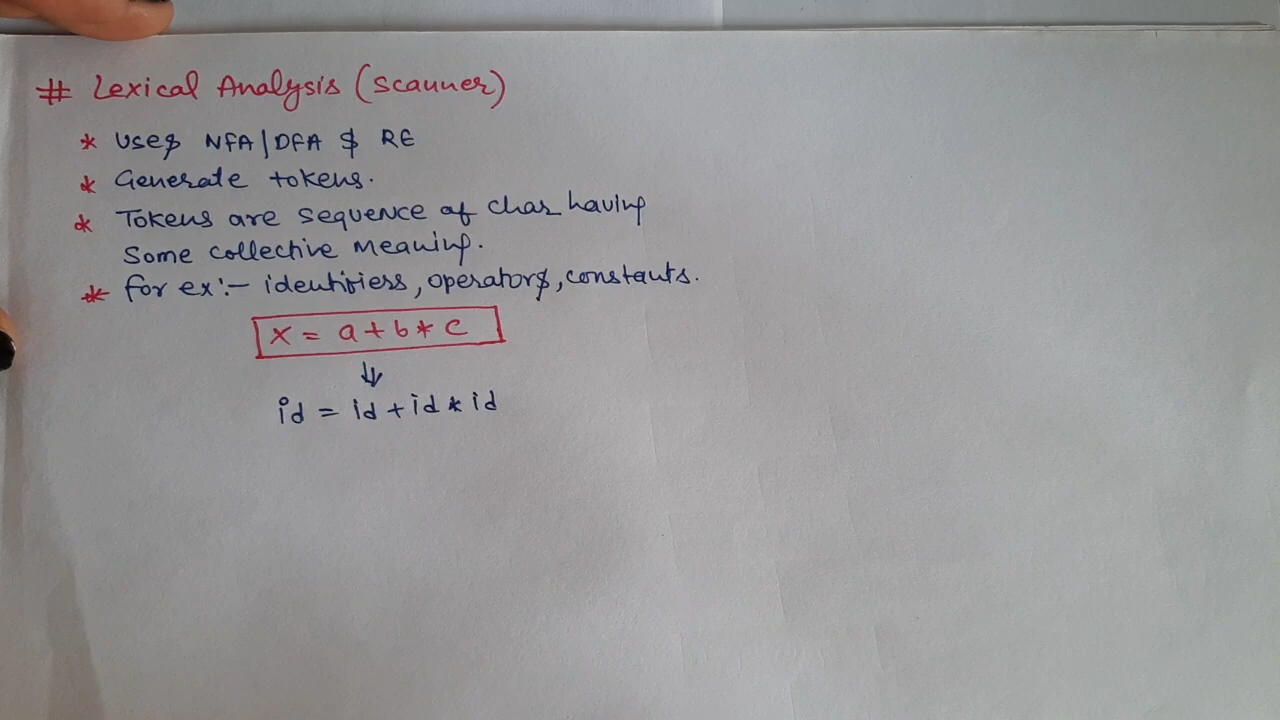 # Lexical Analysis (Scanner)
* Uses NFA/DFA & RE
* Generate tokens.
* Tokens are sequence of char having
Some collective Meaning.
* for ex:- identifiers, operators, constants.
x = a + b * c
↓
id = id + id * id